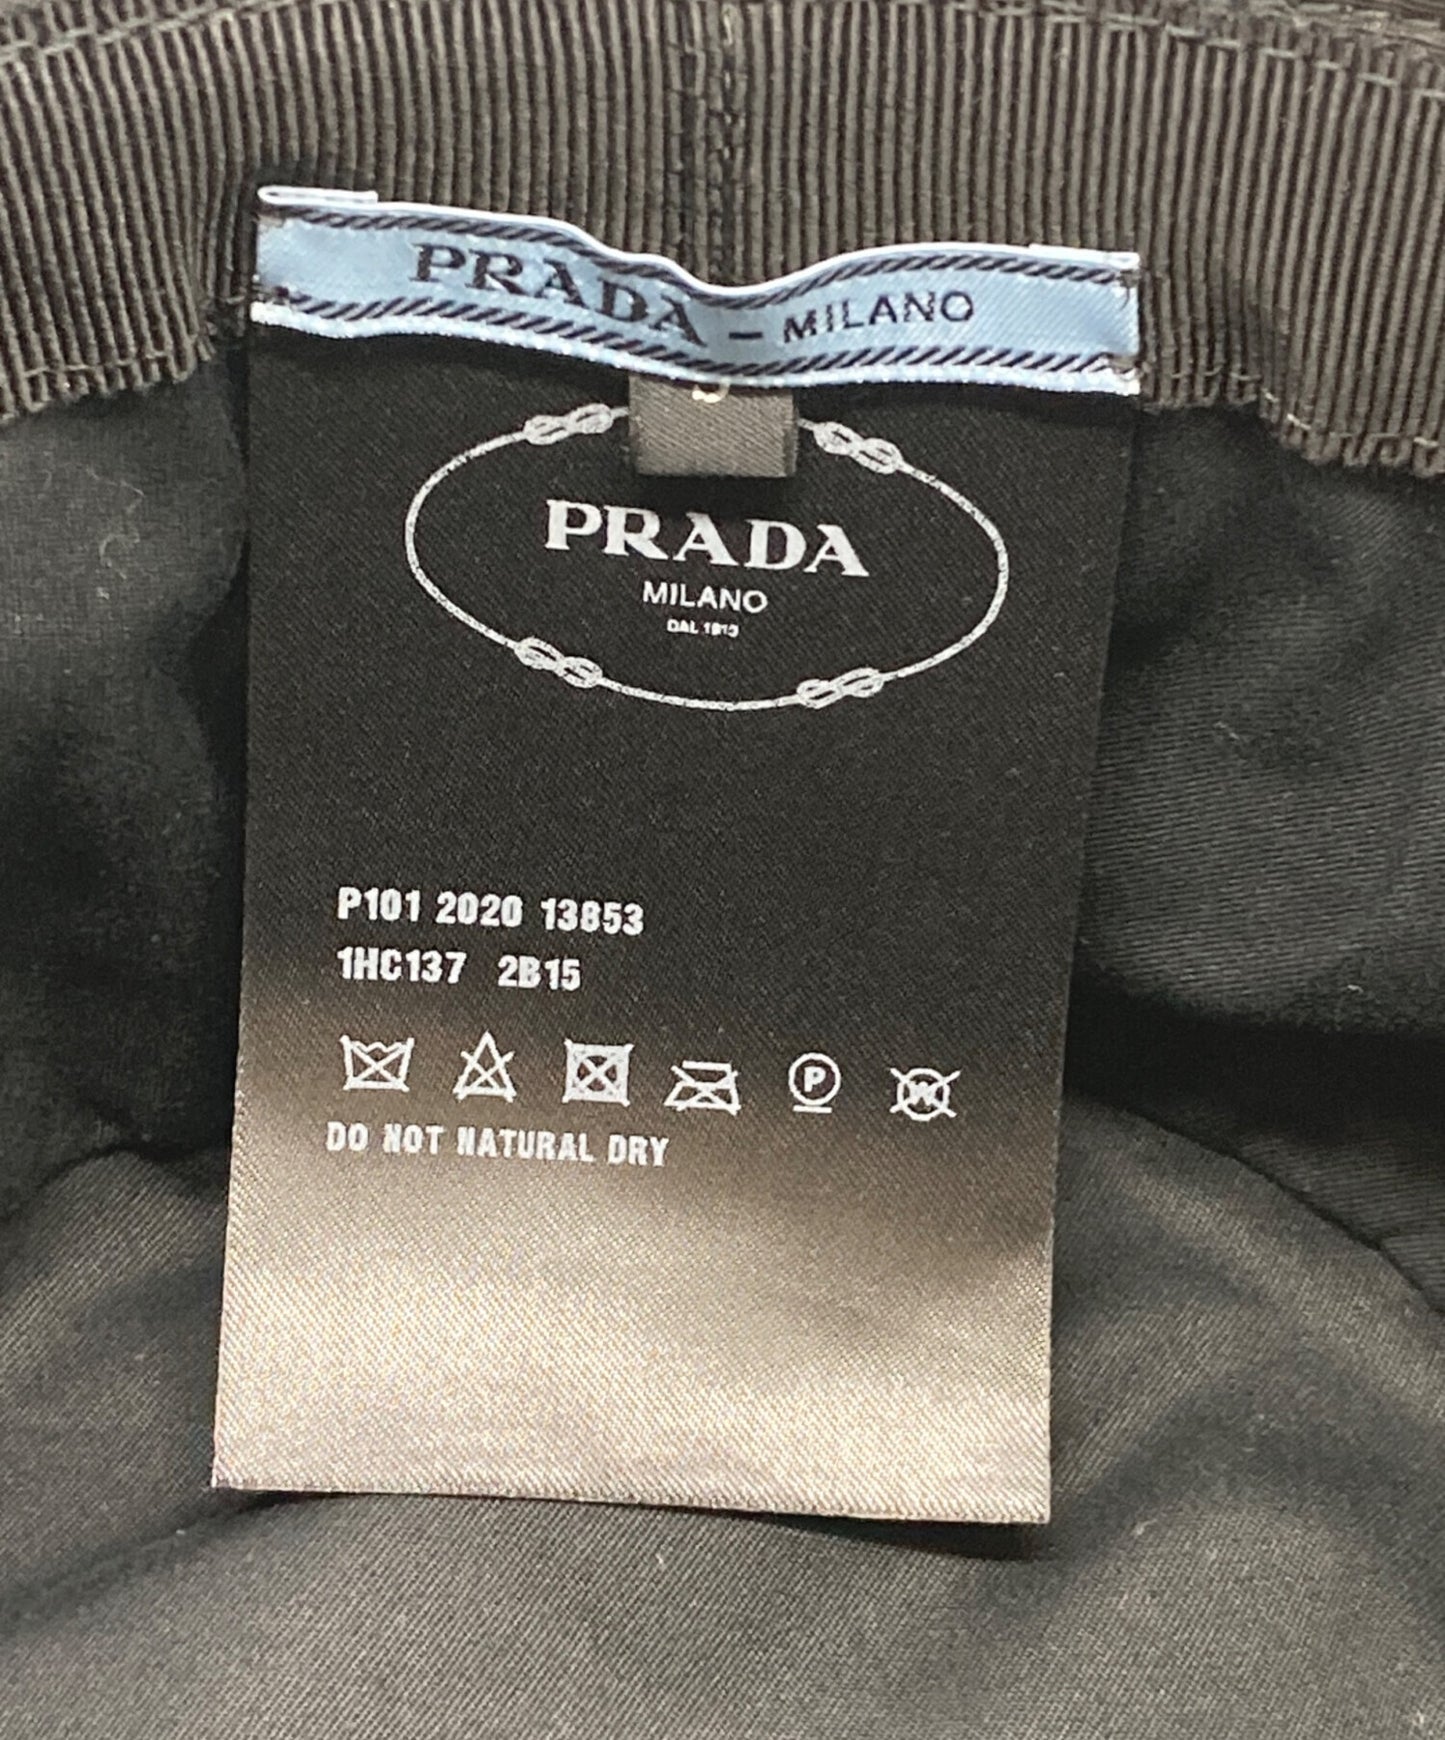 PRADA – MILANO
S
PRADA
MILANO
DAL 1913
P101 2020 13853
1HC137 2B15
P
W
DO NOT NATURAL DRY